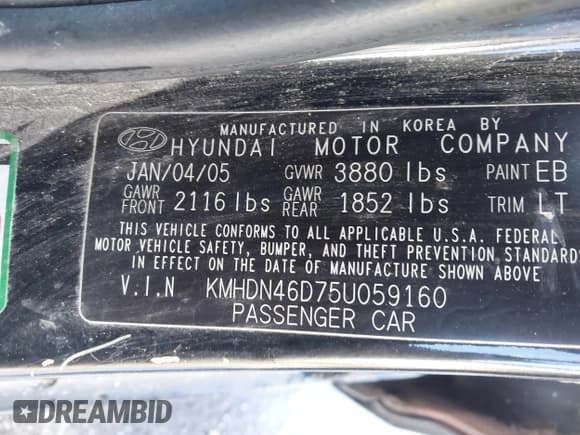 MANUFACTURED IN KOREA BY
HYUNDAI MOTOR COMPANY
JAN/04/05 GVWR 3880 lbs PAINT EB
GAWR FRONT 2116 lbs GAWR REAR 1852 lbs TRIM LT
THIS VEHICLE CONFORMS TO ALL APPLICABLE U.S.A. FEDERAL
MOTOR VEHICLE SAFETY, BUMPER, AND THEFT PREVENTION STANDARDS
IN EFFECT ON THE DATE OF MANUFACTURE SHOWN ABOVE
V.I.N KMHDN46D75U059160
PASSENGER CAR
DREAMBID